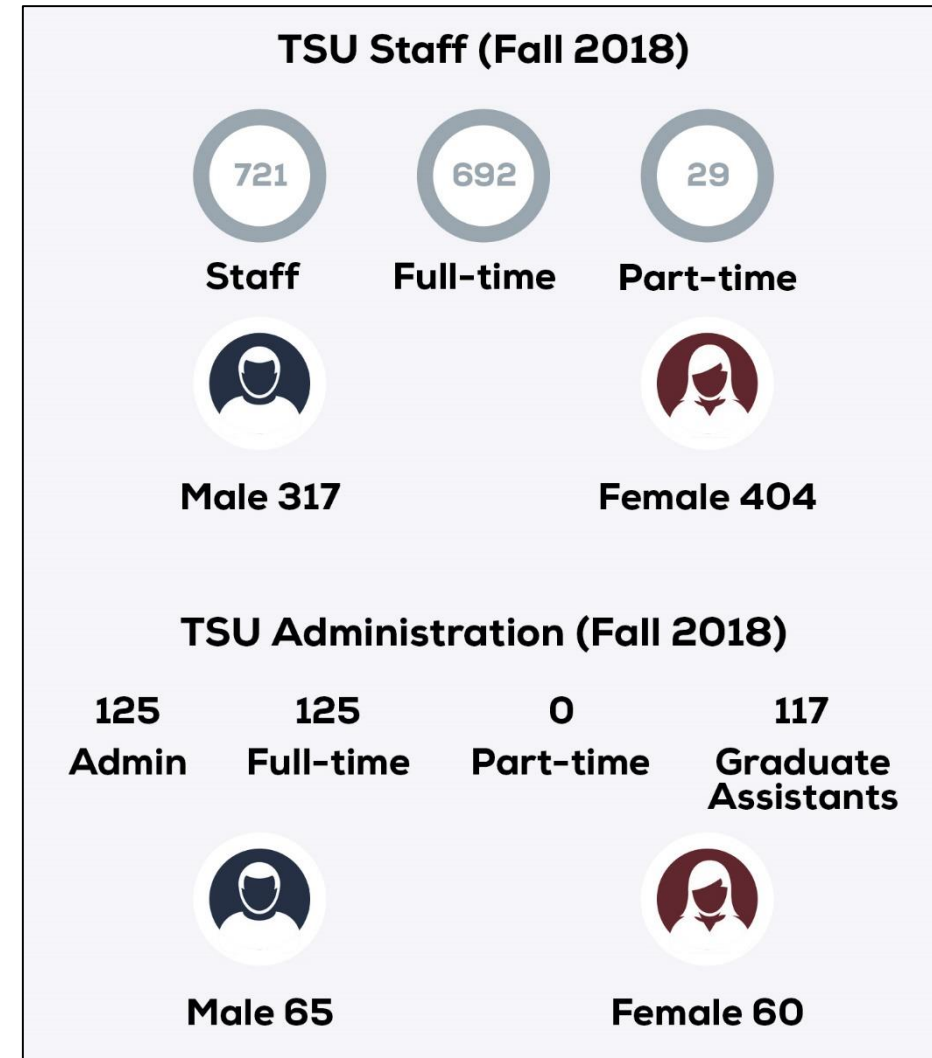 TSU Staff (Fall 2018)
721 692 29
Staff Full-time Part-time
Male 317 Female 404
TSU Administration (Fall 2018)
125 125 0 117
Admin Full-time Part-time Graduate
Assistants
Male 65 Female 60